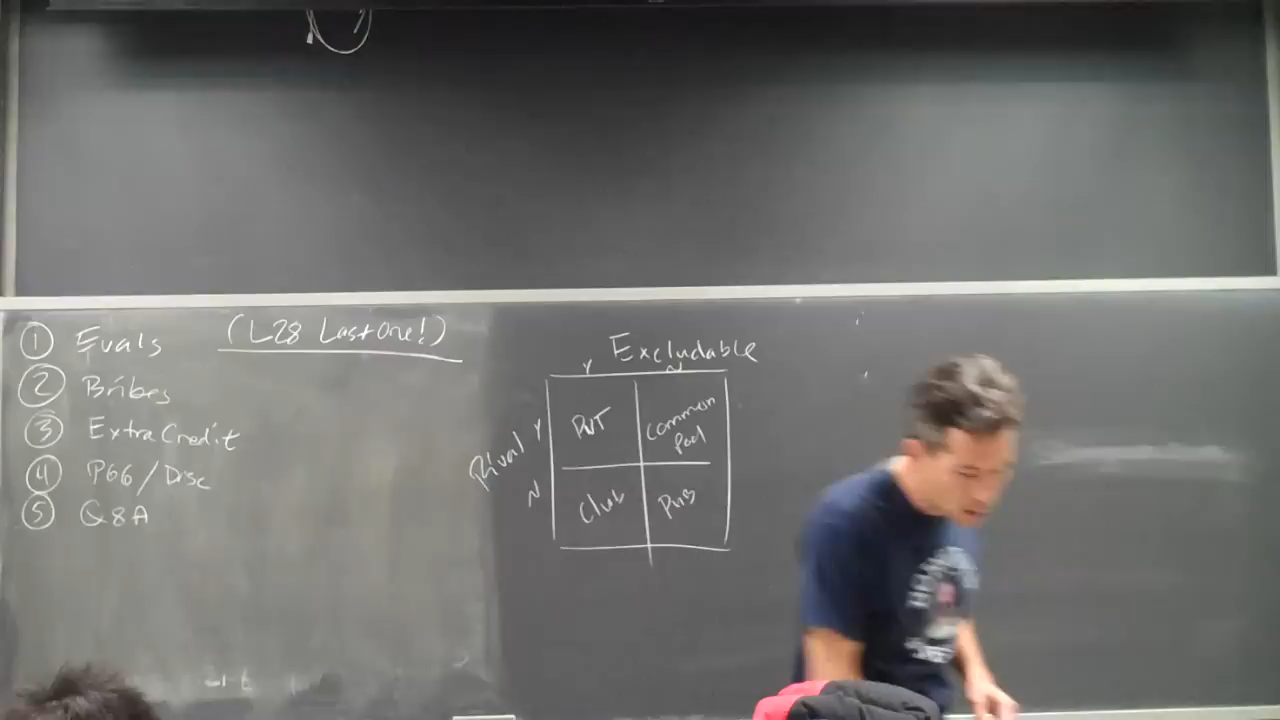 ① Evals (L28 Last One!)
② Bribes
③ Extra Credit
④ PGG/Disc
⑤ Q&A
Excludable
Y N
Rival
Y
N
PVT
Common
Pool
Club
Pub